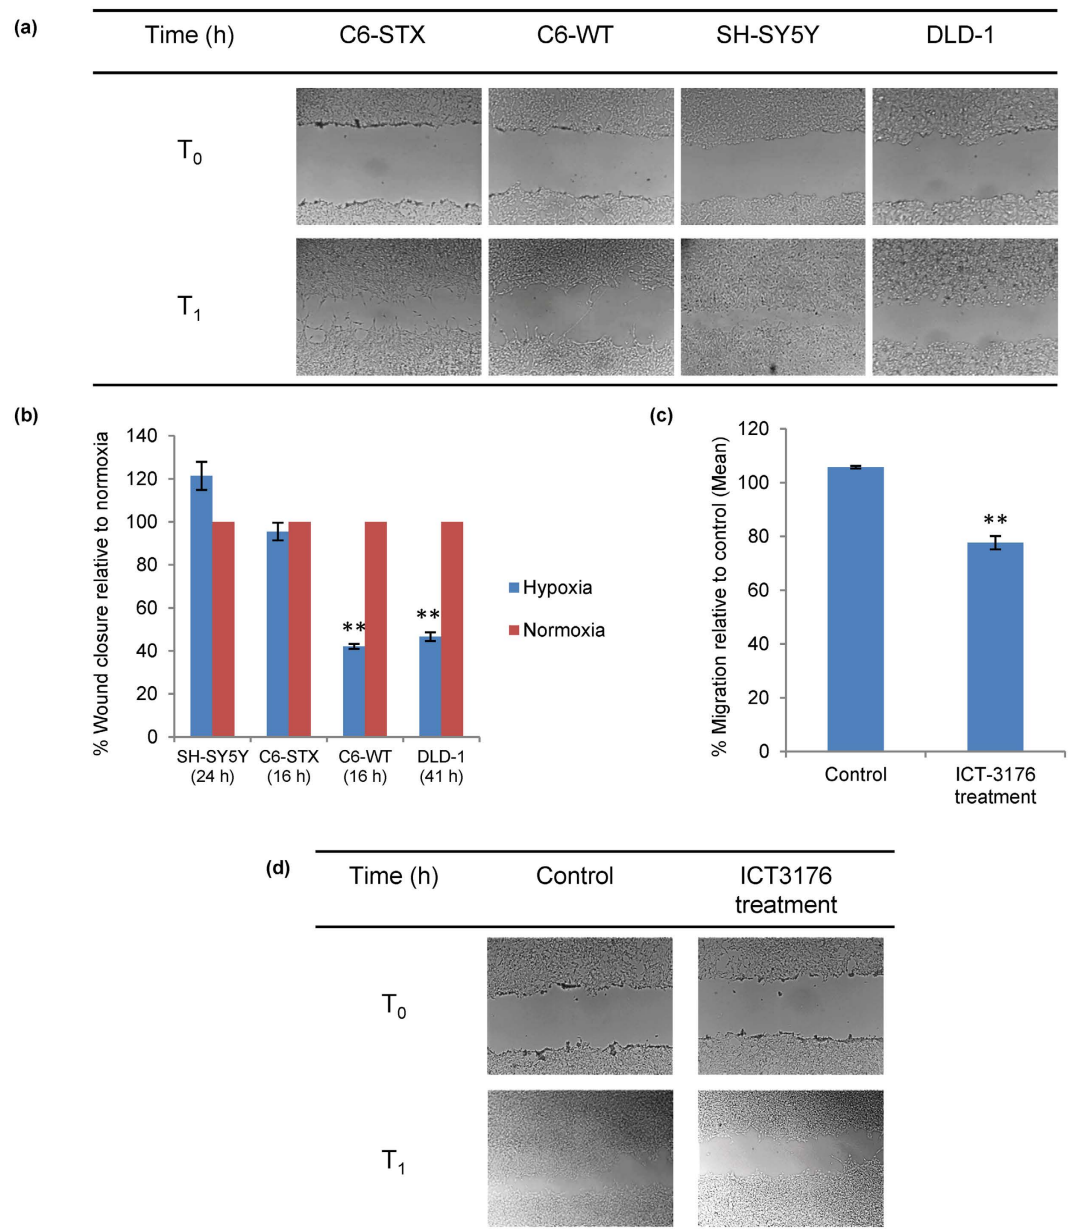 (a)
Time (h) C6-STX C6-WT SH-SY5Y DLD-1
T0
T1
(b)
% Wound closure relative to normoxia
140
120
100
80
60
40
20
0
**
**
SH-SY5Y (24 h)
C6-STX (16 h)
C6-WT (16 h)
DLD-1 (41 h)
Hypoxia
Normoxia
(c)
% Migration relative to control (Mean)
120
100
80
60
40
20
0
**
Control
ICT-3176
treatment
(d)
Time (h) Control ICT3176
treatment
T0
T1